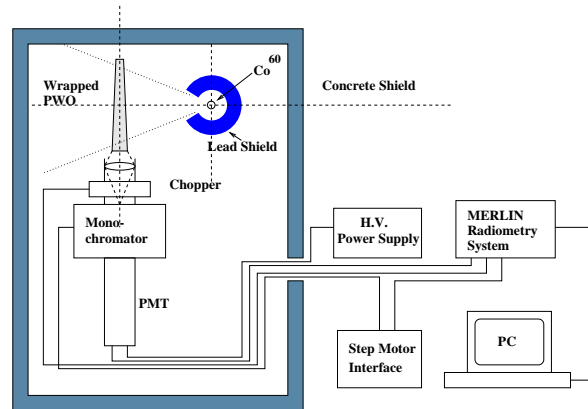 60
Co
Wrapped
PWO
Concrete Shield
Lead Shield
Chopper
Mono-
chromator
H.V.
Power Supply
MERLIN
Radiometry
System
PMT
Step Motor
Interface
PC